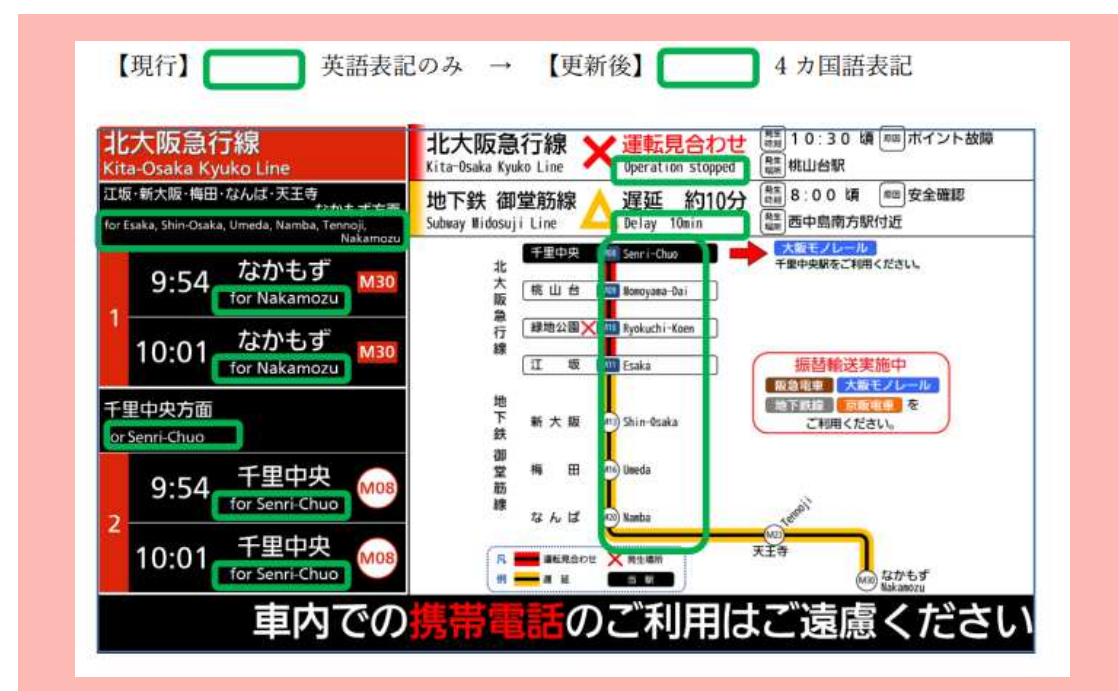 【現行】 英語表記のみ → 【更新後】 4カ国語表記
北大阪急行線
Kita-Osaka Kyuko Line
江坂・新大阪・梅田・なんば・天王寺
なかもず方面
for Esaka, Shin-Osaka, Umeda, Namba, Tennoji,
Nakamozu
1
9:54 なかもず M30
for Nakamozu
10:01 なかもず M30
for Nakamozu
千里中央方面
or Senri-Chuo
2
9:54 千里中央 M08
for Senri-Chuo
10:01 千里中央 M08
for Senri-Chuo
北大阪急行線 運転見合わせ
Kita-Osaka Kyuko Line Operation stopped
発生時刻 10:30 頃 原因 ポイント故障
発生場所 桃山台駅
地下鉄 御堂筋線 遅延 約10分
Subway Midosuji Line Delay 10min
発生時刻 8:00 頃 原因 安全確認
発生場所 西中島南方駅付近
北大阪急行線
千里中央 M08 Senri-Chuo
桃山台 M09 Momoyama-Dai
緑地公園 M10 Ryokuchi-Koen
江坂 M11 Esaka
地下鉄御堂筋線
新大阪 M13 Shin-Osaka
梅田 M16 Umeda
なんば M20 Namba
M23 Tennoji
天王寺
M30 なかもず
Nakamozu
大阪モノレール
千里中央駅をご利用ください。
振替輸送実施中
阪急電車 大阪モノレール
地下鉄線 京阪電車 を
ご利用ください。
凡例 運転見合わせ 発生場所
遅延 当駅
車内での携帯電話のご利用はご遠慮ください